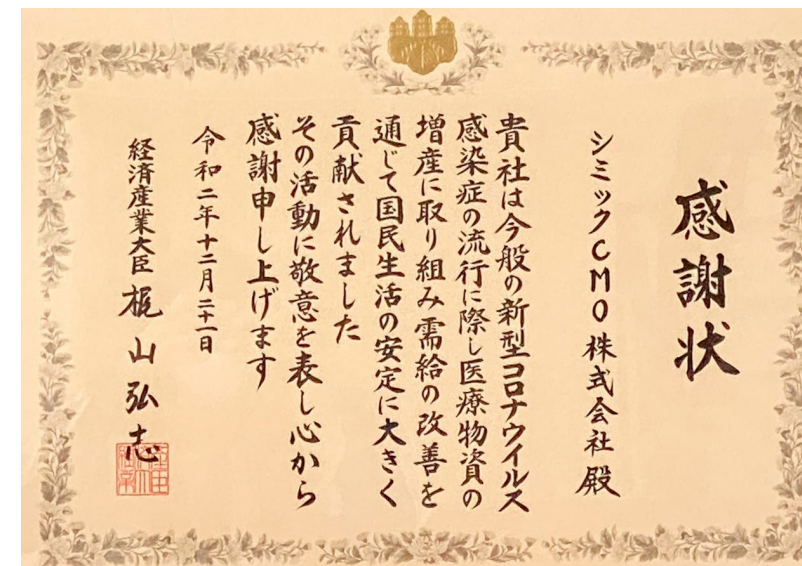 感謝状
シミックCMO株式会社殿
貴社は今般の新型コロナウイルス
感染症の流行に際し医療物資の
増産に取り組み需給の改善を
通じて国民生活の安定に大きく
貢献されました
その活動に敬意を表し心から
感謝申し上げます
令和二年十二月二十一日
経済産業大臣 梶山弘志